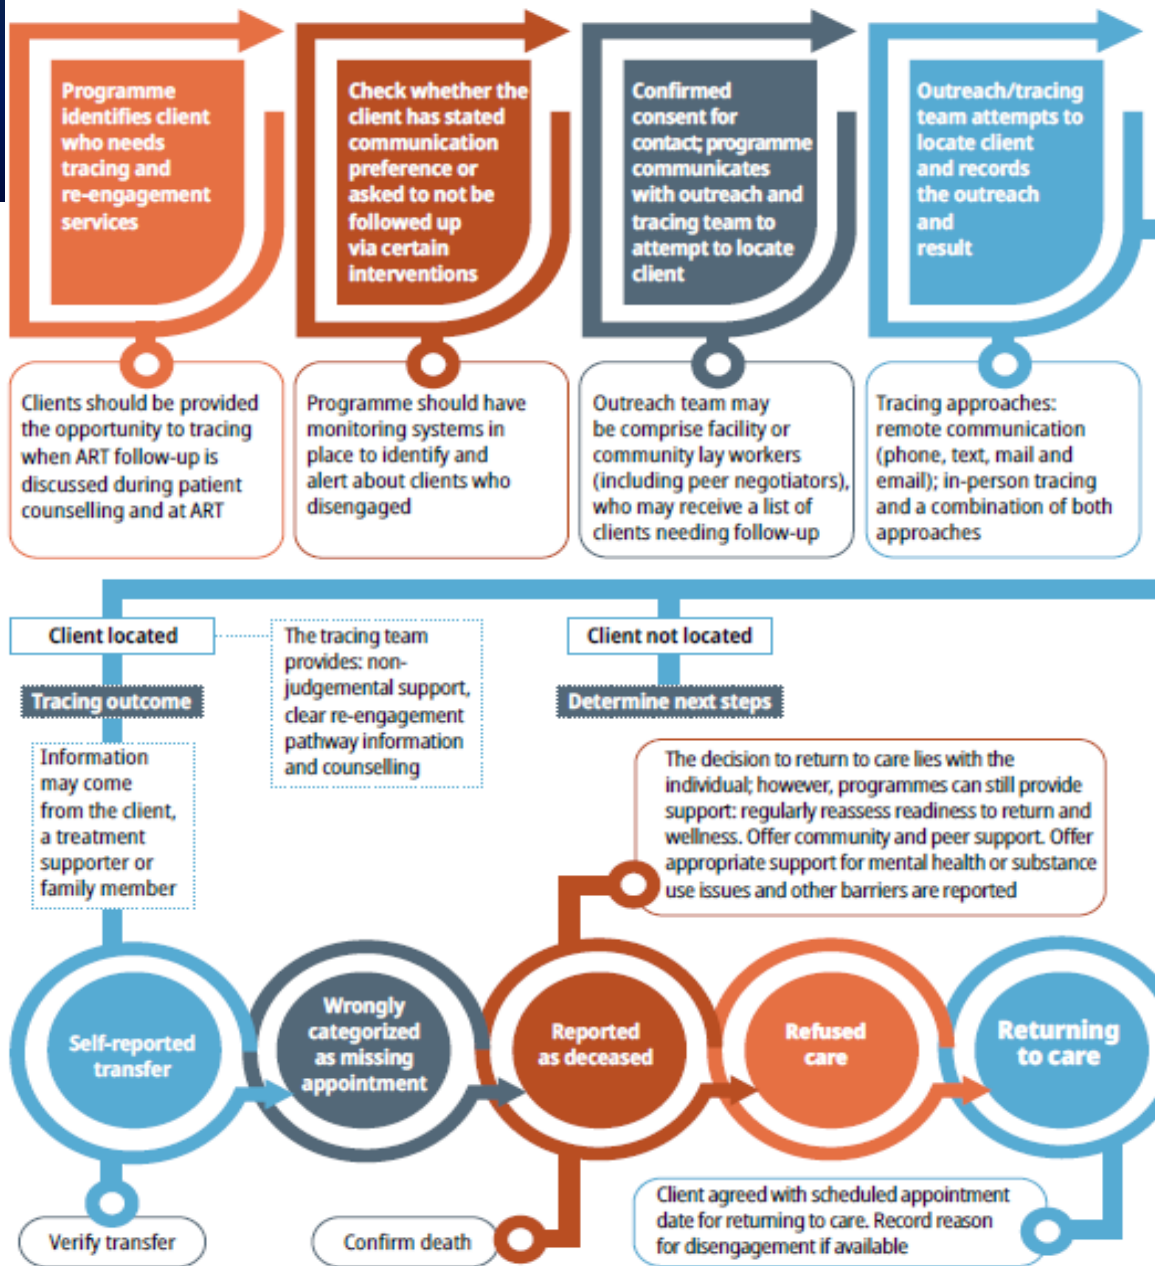 Programme
identifies client
who needs
tracing and
re-engagement
services
Check whether the
client has stated
communication
preference or
asked to not be
followed up
via certain
interventions
Confirmed
consent for
contact; programme
communicates
with outreach and
tracing team to
attempt to locate
client
Outreach/tracing
team attempts to
locate client
and records
the outreach
and
result
Clients should be provided
the opportunity to tracing
when ART follow-up is
discussed during patient
counselling and at ART
Programme should have
monitoring systems in
place to identify and
alert about clients who
disengaged
Outreach team may
be comprise facility or
community lay workers
(including peer negotiators),
who may receive a list of
clients needing follow-up
Tracing approaches:
remote communication
(phone, text, mail and
email); in-person tracing
and a combination of both
approaches
Client located
The tracing team
provides: non-
judgemental support,
clear re-engagement
pathway information
and counselling
Client not located
Tracing outcome
Determine next steps
Information
may come
from the client,
a treatment
supporter or
family member
The decision to return to care lies with the
individual; however, programmes can still provide
support: regularly reassess readiness to return and
wellness. Offer community and peer support. Offer
appropriate support for mental health or substance
use issues and other barriers are reported
Self-reported
transfer
Wrongly
categorized
as missing
appointment
Reported
as deceased
Refused
care
Returning
to care
Verify transfer
Confirm death
Client agreed with scheduled appointment
date for returning to care. Record reason
for disengagement if available